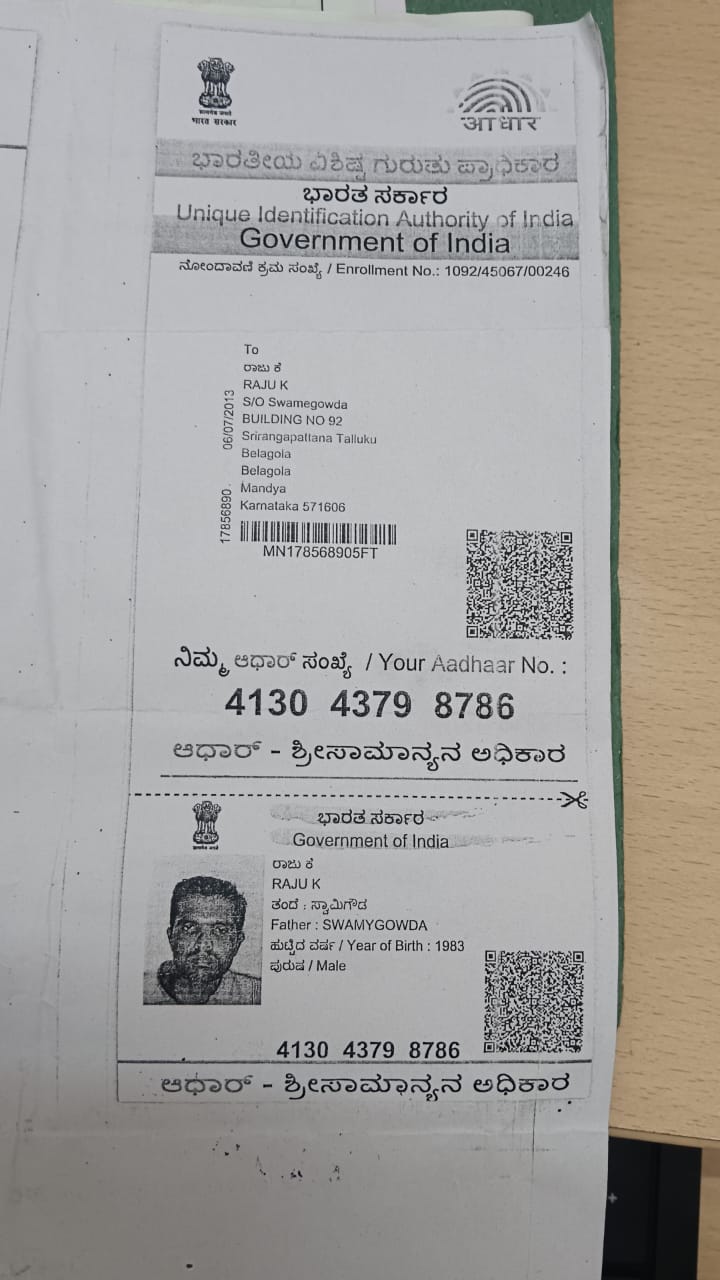 भारत सरकार
आधार
ಭಾರತೀಯ ವಿಶಿಷ್ಟ ಗುರುತು ಪ್ರಾಧಿಕಾರ
ಭಾರತ ಸರ್ಕಾರ
Unique Identification Authority of India
Government of India
ನೋಂದಾವಣೆ ಕ್ರಮ ಸಂಖ್ಯೆ / Enrollment No.: 1092/45067/00246
To
ರಾಜು ಕೆ
RAJU K
S/O Swamegowda
BUILDING NO 92
Srirangapattana Talluku
Belagola
Belagola
Mandya
Karnataka 571606
06/07/2013
17856890
MN178568905FT
ನಿಮ್ಮ ಆಧಾರ್ ಸಂಖ್ಯೆ / Your Aadhaar No. :
4130 4379 8786
ಆಧಾರ್ - ಶ್ರೀಸಾಮಾನ್ಯನ ಅಧಿಕಾರ
ಭಾರತ ಸರ್ಕಾರ
Government of India
ರಾಜು ಕೆ
RAJU K
ತಂದೆ : ಸ್ವಾಮಿಗೌಡ
Father : SWAMYGOWDA
ಹುಟ್ಟಿದ ವರ್ಷ / Year of Birth : 1983
ಪುರುಷ / Male
4130 4379 8786
ಆಧಾರ್ - ಶ್ರೀಸಾಮಾನ್ಯನ ಅಧಿಕಾರ